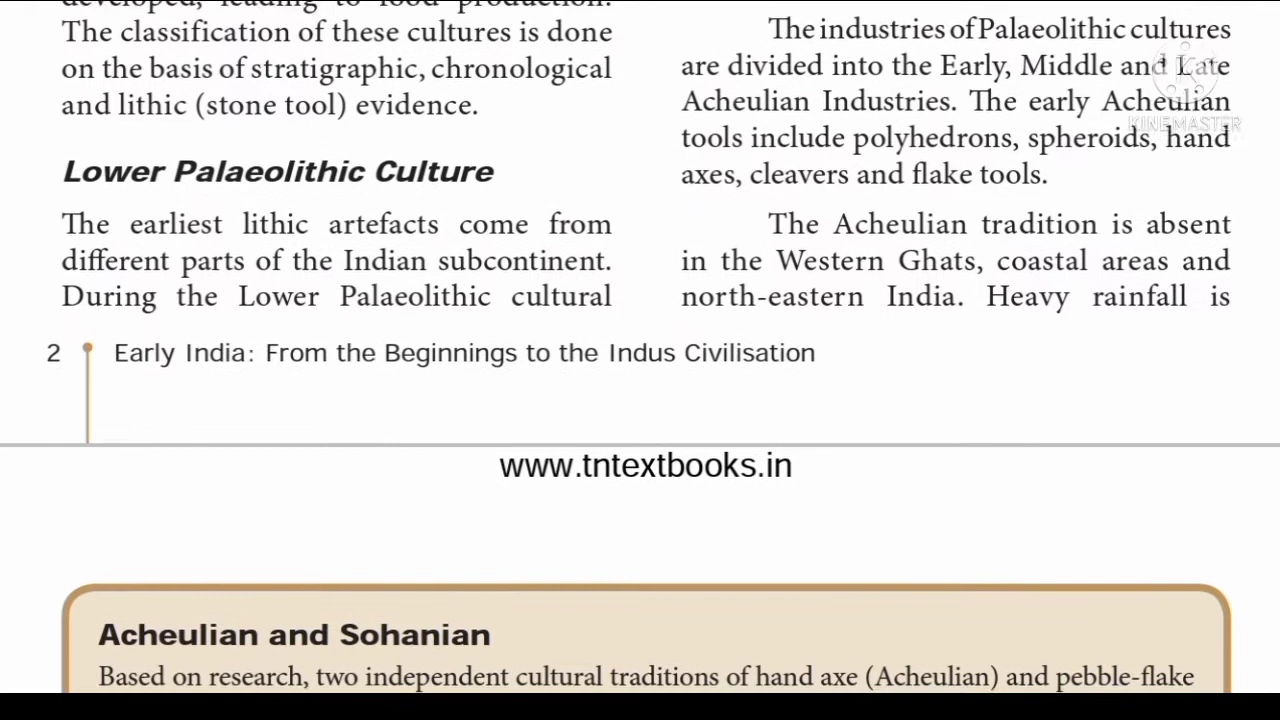 developed, leading to food production.
The classification of these cultures is done
on the basis of stratigraphic, chronological
and lithic (stone tool) evidence.
Lower Palaeolithic Culture
The earliest lithic artefacts come from
different parts of the Indian subcontinent.
During the Lower Palaeolithic cultural
The industries of Palaeolithic cultures
are divided into the Early, Middle and Late
Acheulian Industries. The early Acheulian
tools include polyhedrons, spheroids, hand
axes, cleavers and flake tools.
The Acheulian tradition is absent
in the Western Ghats, coastal areas and
north-eastern India. Heavy rainfall is
KINEMASTER
2 Early India: From the Beginnings to the Indus Civilisation
www.tntextbooks.in
Acheulian and Sohanian
Based on research, two independent cultural traditions of hand axe (Acheulian) and pebble-flake